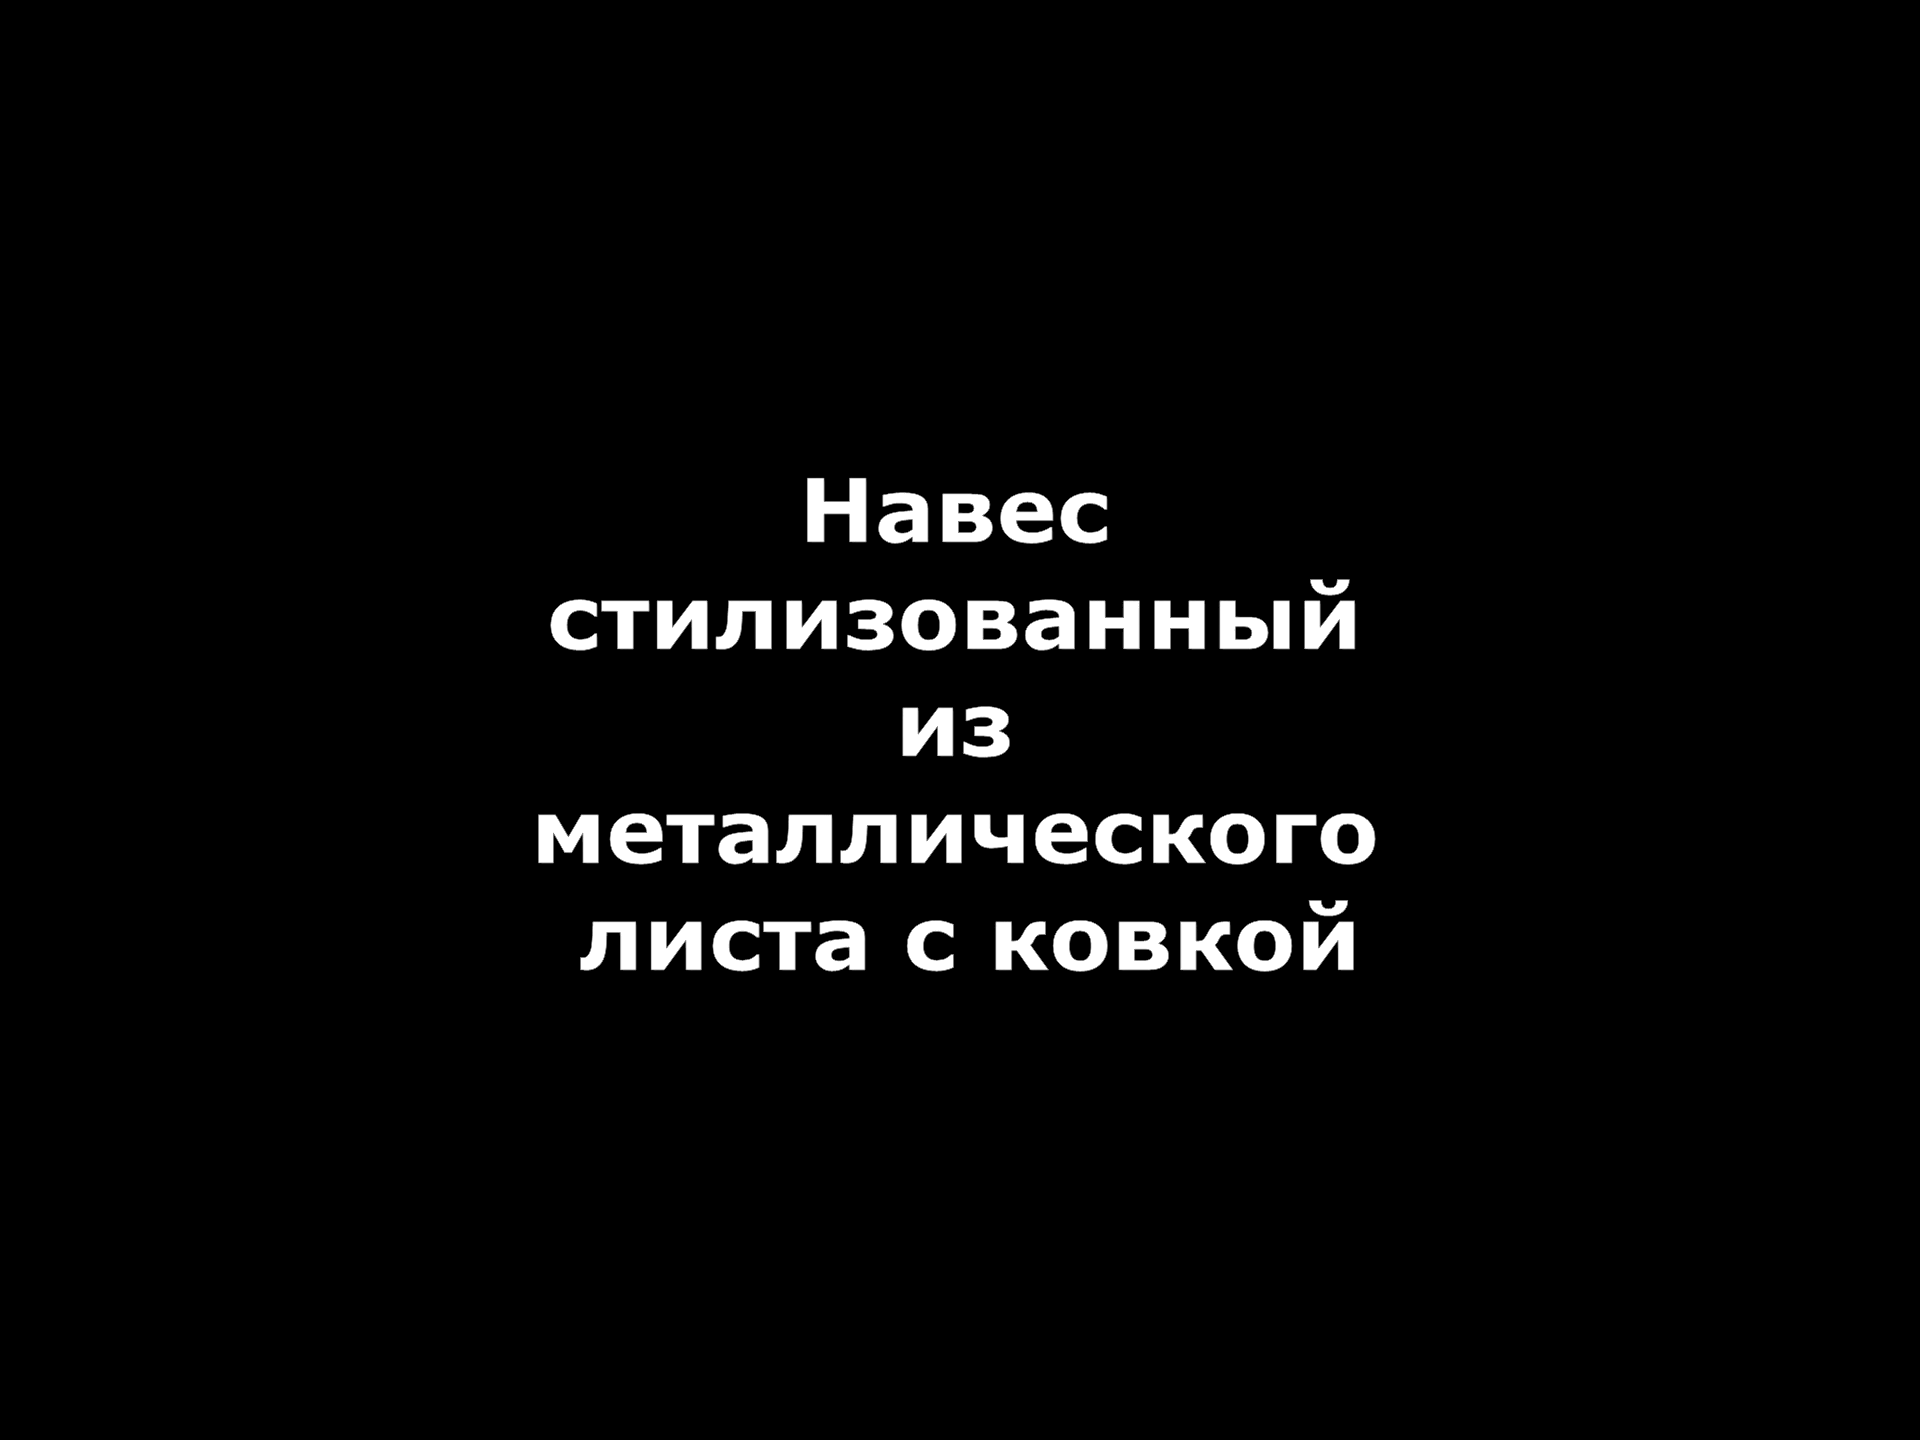 Навес
стилизованный
из
металлического
листа с ковкой